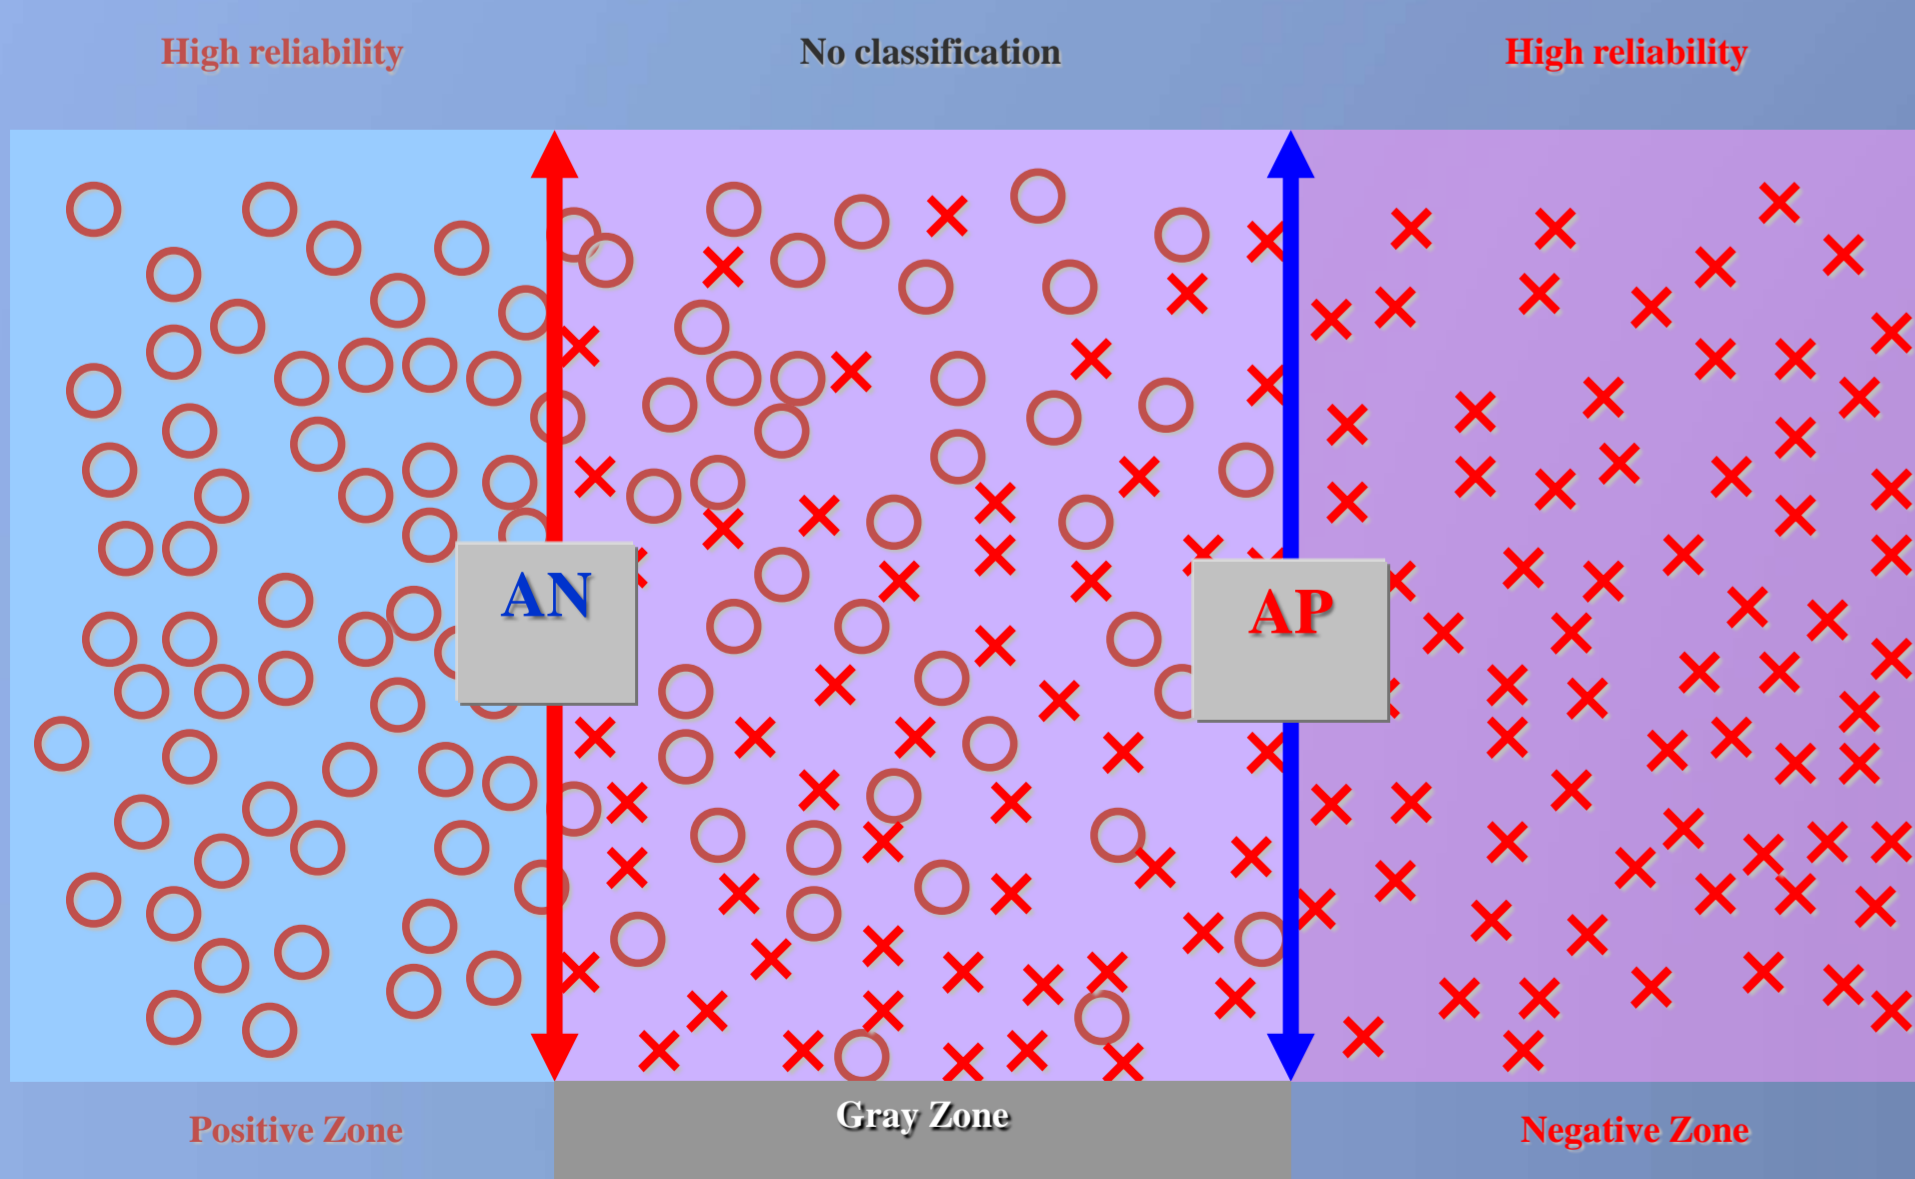 High reliability
No classification
High reliability
AN
AP
Positive Zone
Gray Zone
Negative Zone